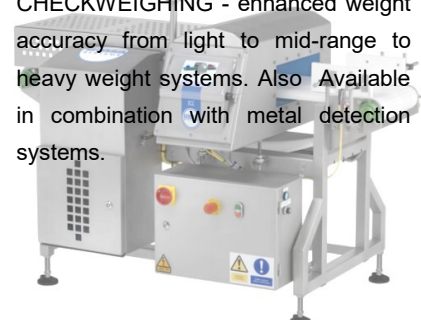 CHECKWEIGHING - enhanced weight
accuracy from light to mid-range to
heavy weight systems. Also Available
in combination with metal detection
systems.